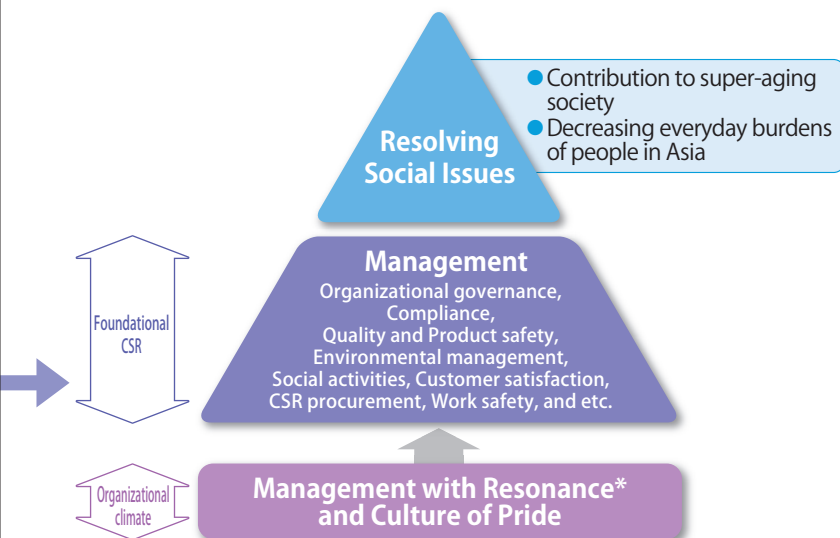 Resolving
Social Issues
● Contribution to super-aging
society
● Decreasing everyday burdens
of people in Asia
Foundational
CSR
Management
Organizational governance,
Compliance,
Quality and Product safety,
Environmental management,
Social activities, Customer satisfaction,
CSR procurement, Work safety, and etc.
Organizational
climate
Management with Resonance*
and Culture of Pride